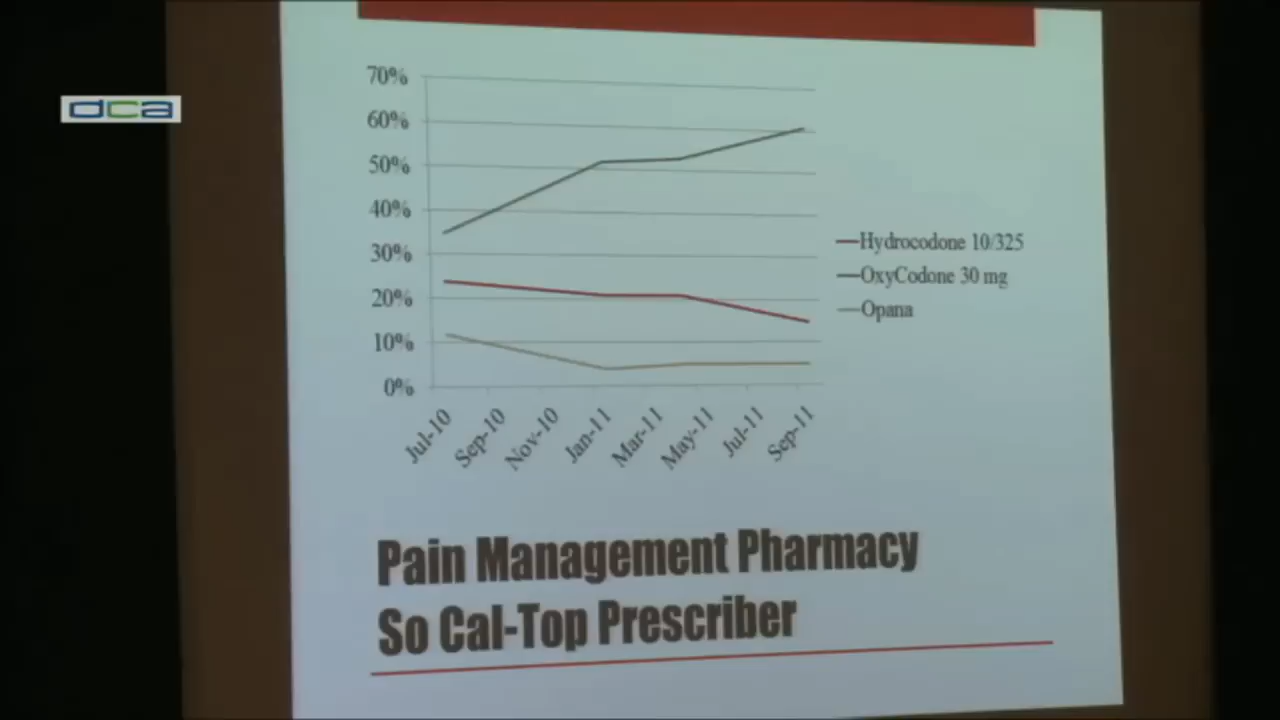 dca
70%
60%
50%
40%
30%
20%
10%
0%
Jul-10
Sep-10
Nov-10
Jan-11
Mar-11
May-11
Jul-11
Sep-11
Hydrocodone 10/325
OxyCodone 30 mg
Opana
Pain Management Pharmacy
So Cal-Top Prescriber